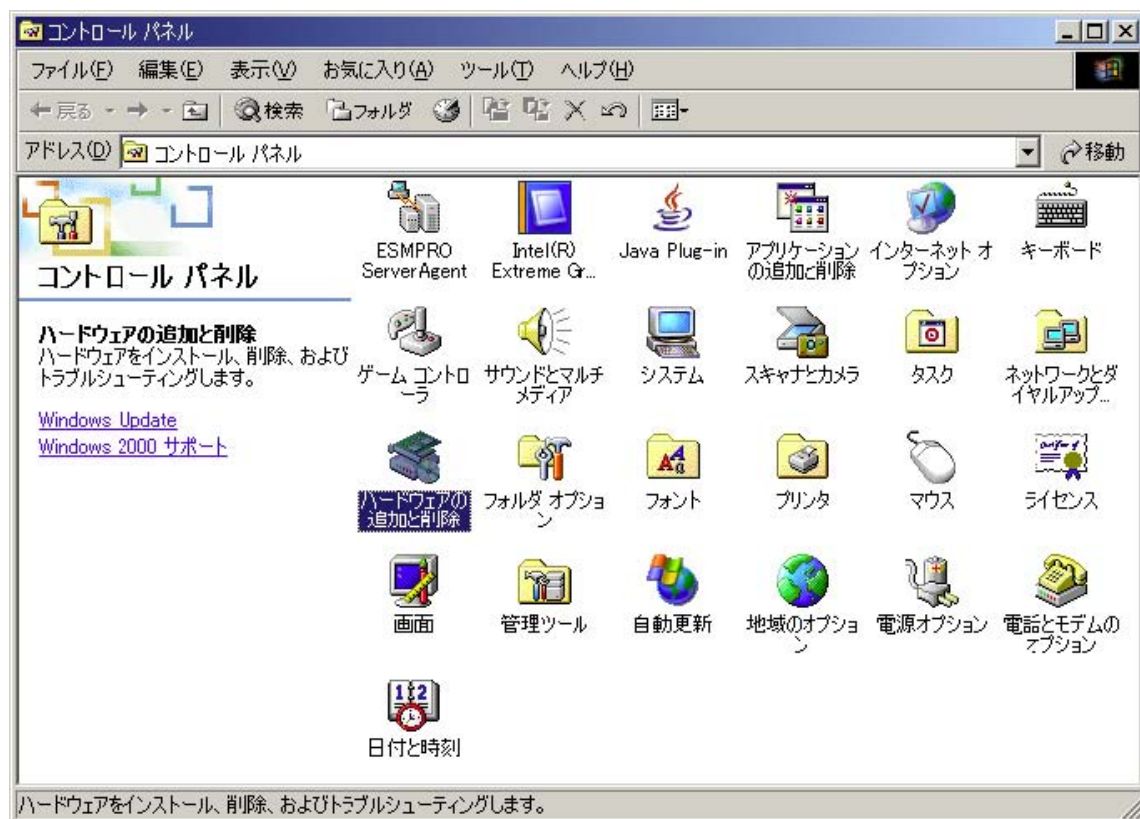 コントロール パネル
ファイル(F) 編集(E) 表示(V) お気に入り(A) ツール(T) ヘルプ(H)
戻る 検索 フォルダ
アドレス(D) コントロール パネル 移動
コントロール パネル
ハードウェアの追加と削除
ハードウェアをインストール、削除、および
トラブルシューティングします。
Windows Update
Windows 2000 サポート
ESMPRO
ServerAgent
Intel(R)
Extreme Gr...
Java Plug-in
アプリケーション
の追加と削除
インターネット オ
プション
キーボード
ゲーム コントロ
ーラ
サウンドとマルチ
メディア
システム
スキャナとカメラ
タスク
ネットワークとダ
イヤルアップ...
ハードウェアの
追加と削除
フォルダ オプショ
ン
フォント
プリンタ
マウス
ライセンス
画面
管理ツール
自動更新
地域のオプショ
ン
電源オプション
電話とモデムの
オプション
日付と時刻
ハードウェアをインストール、削除、およびトラブルシューティングします。